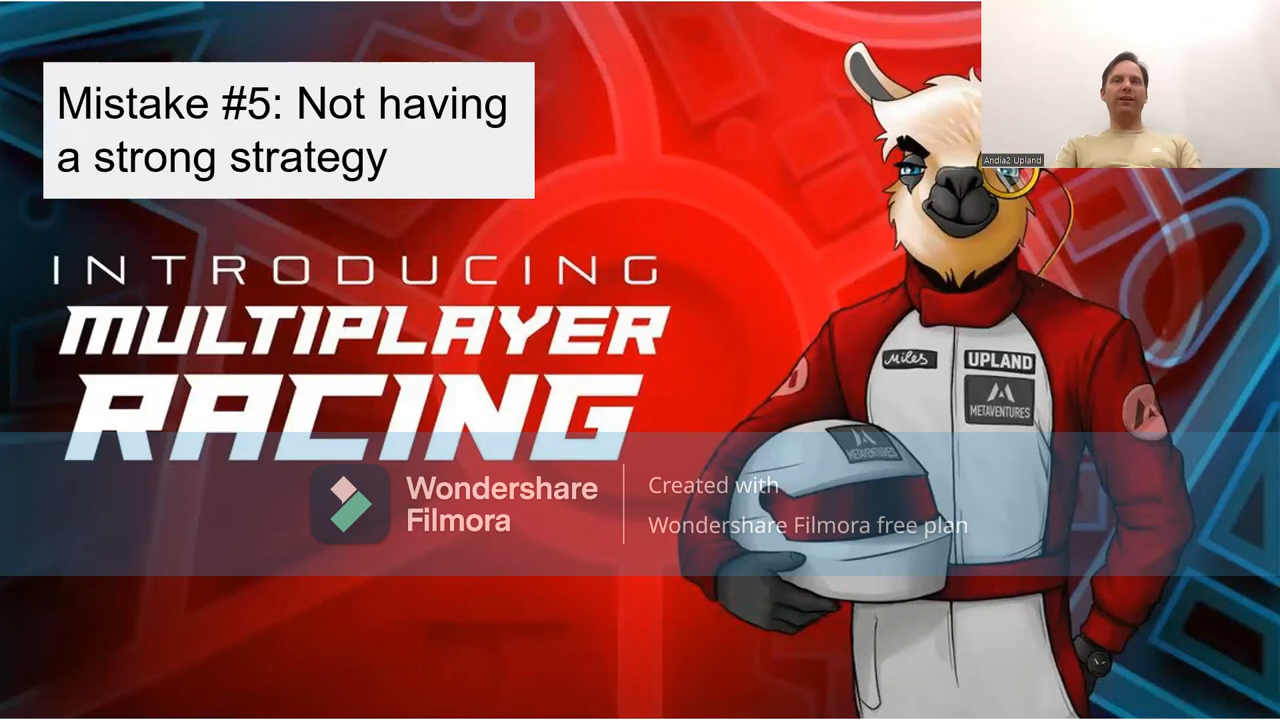 Mistake #5: Not having
a strong strategy
Andia2 Upland
INTRODUCING
MULTIPLAYER
RACING
Miles
UPLAND
METAVENTURES
METAVENTURES
Wondershare
Filmora
Created with
Wondershare Filmora free plan